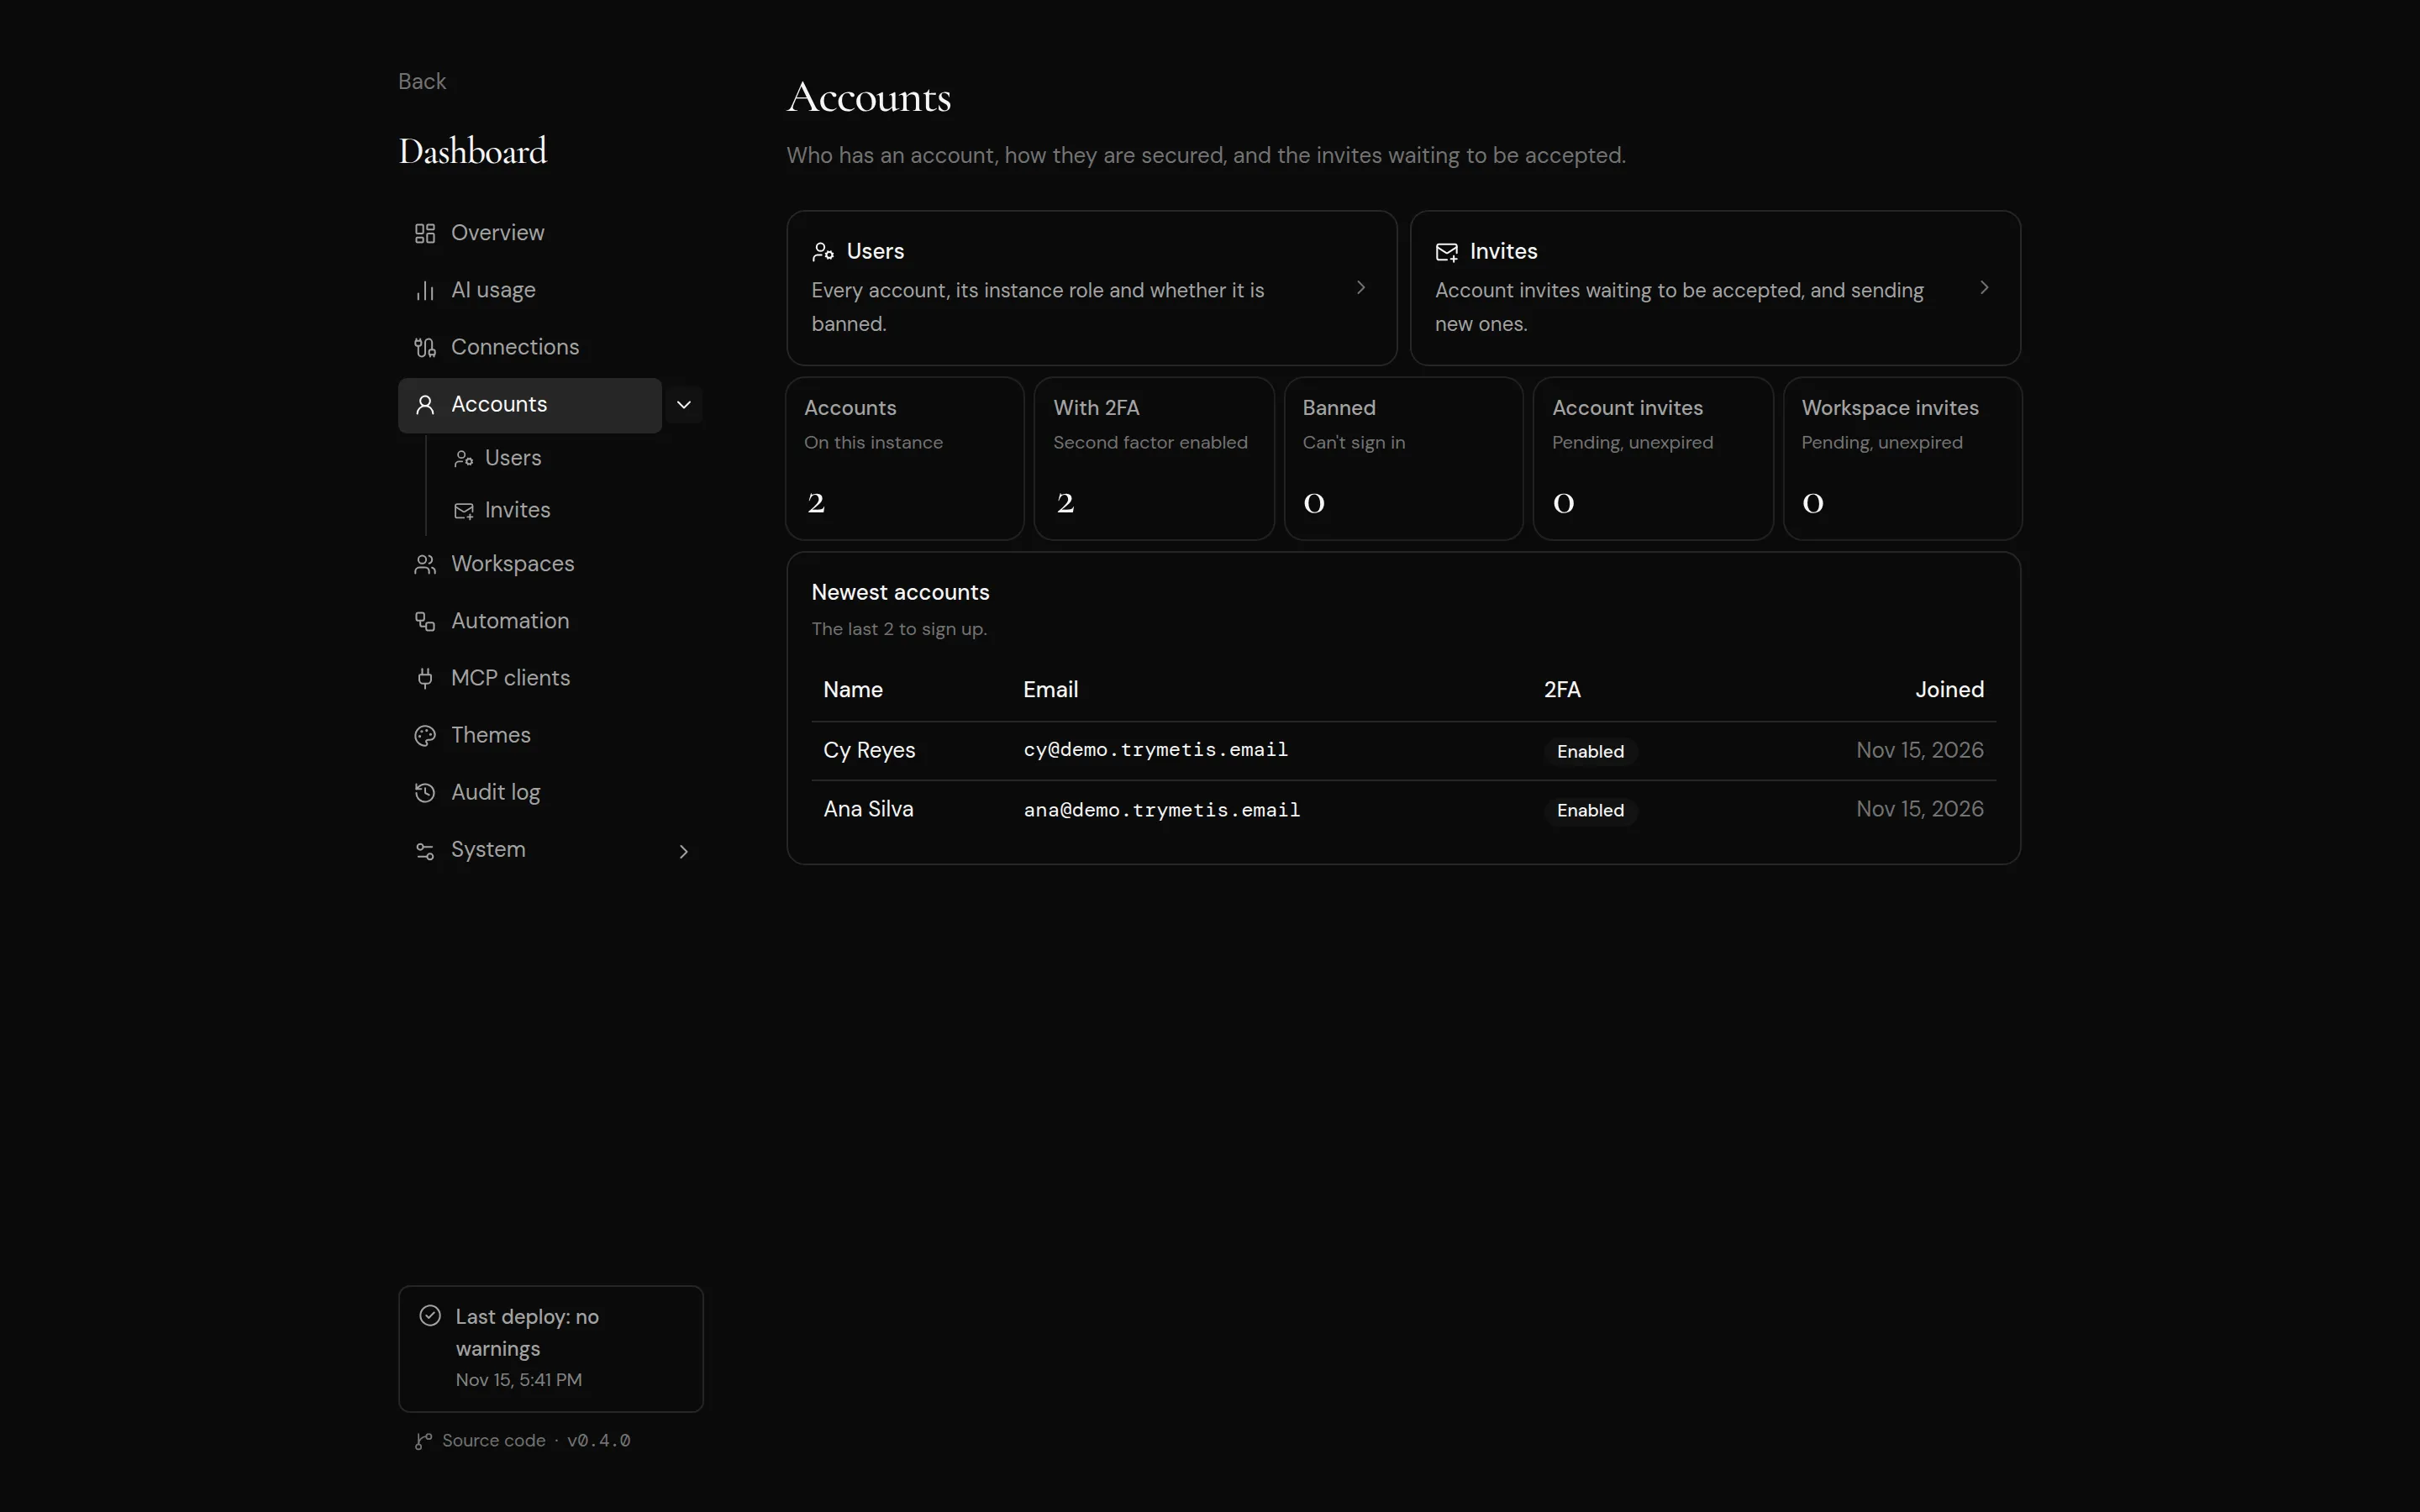 Back
Dashboard
Overview
AI usage
Connections
Accounts
Users
Invites
Workspaces
Automation
MCP clients
Themes
Audit log
System
Last deploy: no
warnings
Nov 15, 5:41 PM
Source code · v0.4.0
Accounts
Who has an account, how they are secured, and the invites waiting to be accepted.
Users
Every account, its instance role and whether it is
banned.
Invites
Account invites waiting to be accepted, and sending
new ones.
Accounts
On this instance
2
With 2FA
Second factor enabled
2
Banned
Can't sign in
0
Account invites
Pending, unexpired
0
Workspace invites
Pending, unexpired
0
Newest accounts
The last 2 to sign up.
Name Email 2FA Joined
Cy Reyes cy@demo.trymetis.email Enabled Nov 15, 2026
Ana Silva ana@demo.trymetis.email Enabled Nov 15, 2026